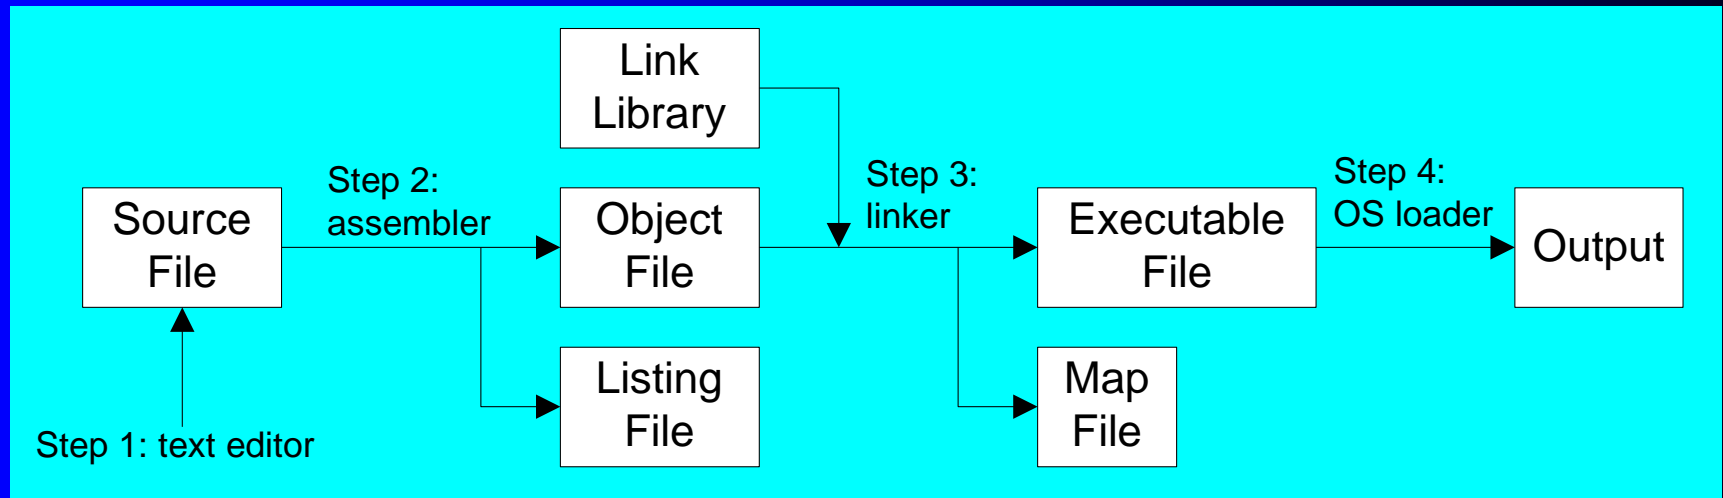 Link
Library
Step 2:
assembler
Step 3:
linker
Step 4:
OS loader
Source
File
Object
File
Executable
File
Output
Listing
File
Map
File
Step 1: text editor